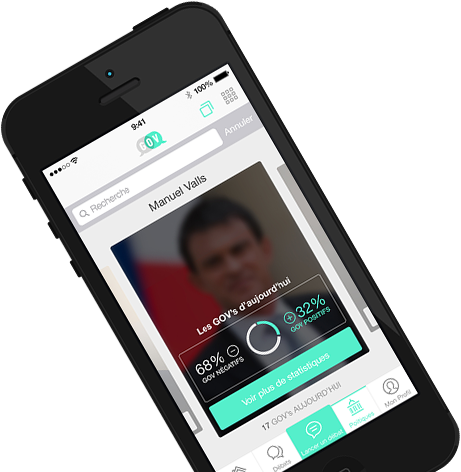 9:41
100%
GOV
Recherche
Annuler
Manuel Valls
Les GOV's d'aujourd'hui
68%
GOV NÉGATIFS
32%
GOV POSITIFS
Voir plus de statistiques
17 GOV's AUJOURD'HUI
Débats
Lancer un débat
Politiques
Mon Profil